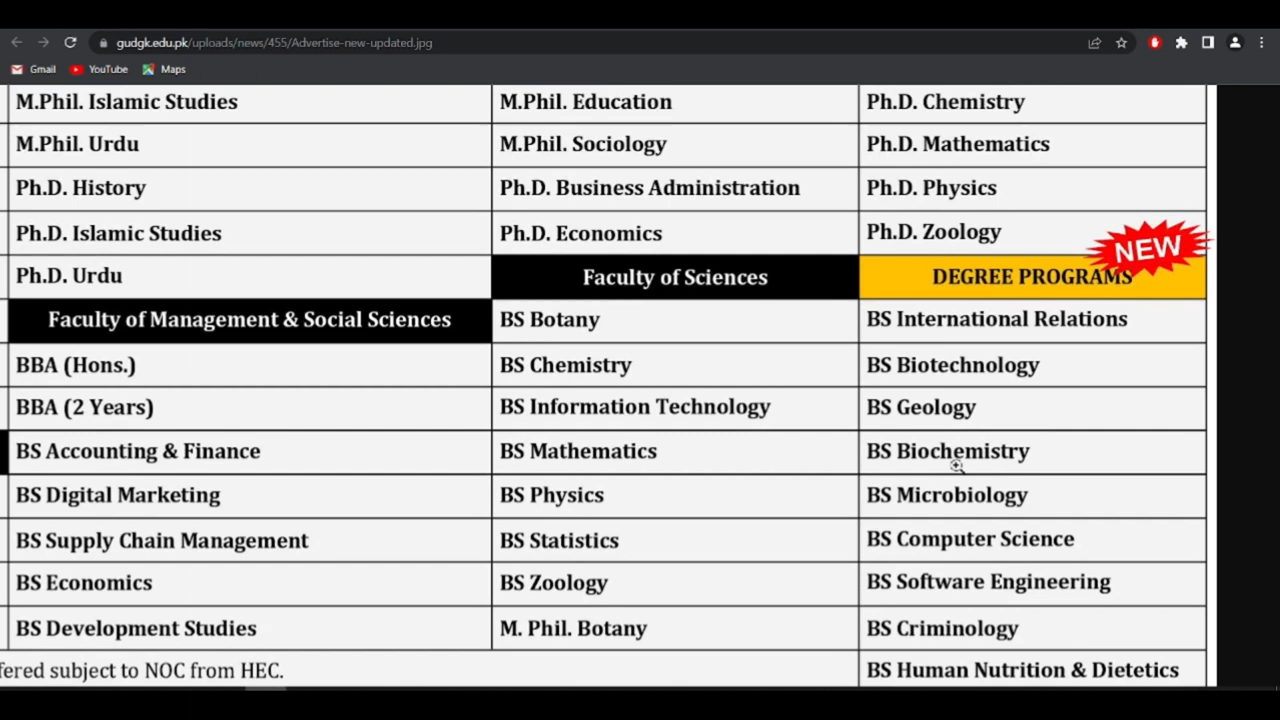 gudgk.edu.pk/uploads/news/455/Advertise-new-updated.jpg
Gmail YouTube Maps
M.Phil. Islamic Studies M.Phil. Education Ph.D. Chemistry
M.Phil. Urdu M.Phil. Sociology Ph.D. Mathematics
Ph.D. History Ph.D. Business Administration Ph.D. Physics
Ph.D. Islamic Studies Ph.D. Economics Ph.D. Zoology
NEW
Ph.D. Urdu Faculty of Sciences DEGREE PROGRAMS
Faculty of Management & Social Sciences BS Botany BS International Relations
BBA (Hons.) BS Chemistry BS Biotechnology
BBA (2 Years) BS Information Technology BS Geology
BS Accounting & Finance BS Mathematics BS Biochemistry
BS Digital Marketing BS Physics BS Microbiology
BS Supply Chain Management BS Statistics BS Computer Science
BS Economics BS Zoology BS Software Engineering
BS Development Studies M. Phil. Botany BS Criminology
fered subject to NOC from HEC. BS Human Nutrition & Dietetics